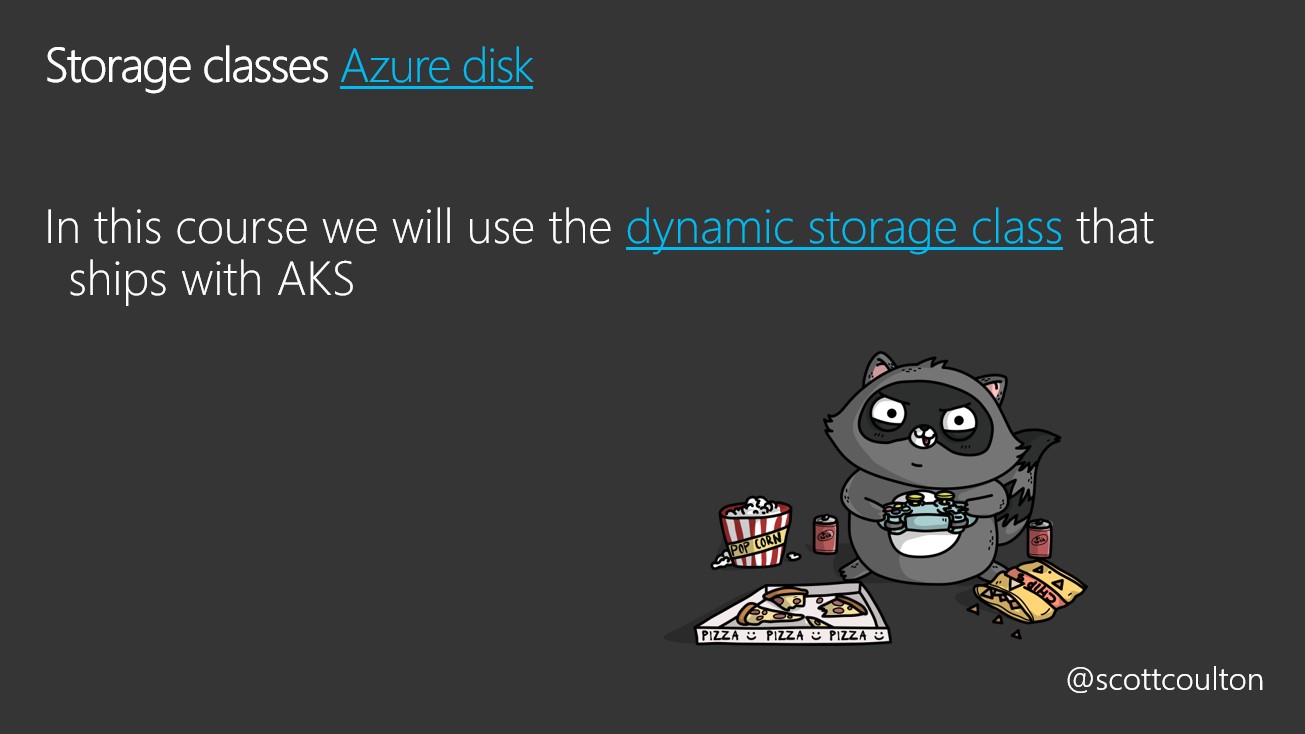 Storage classes Azure disk
In this course we will use the dynamic storage class that
ships with AKS
POP CORN
CHIPS
PIZZA PIZZA PIZZA
@scottcoulton